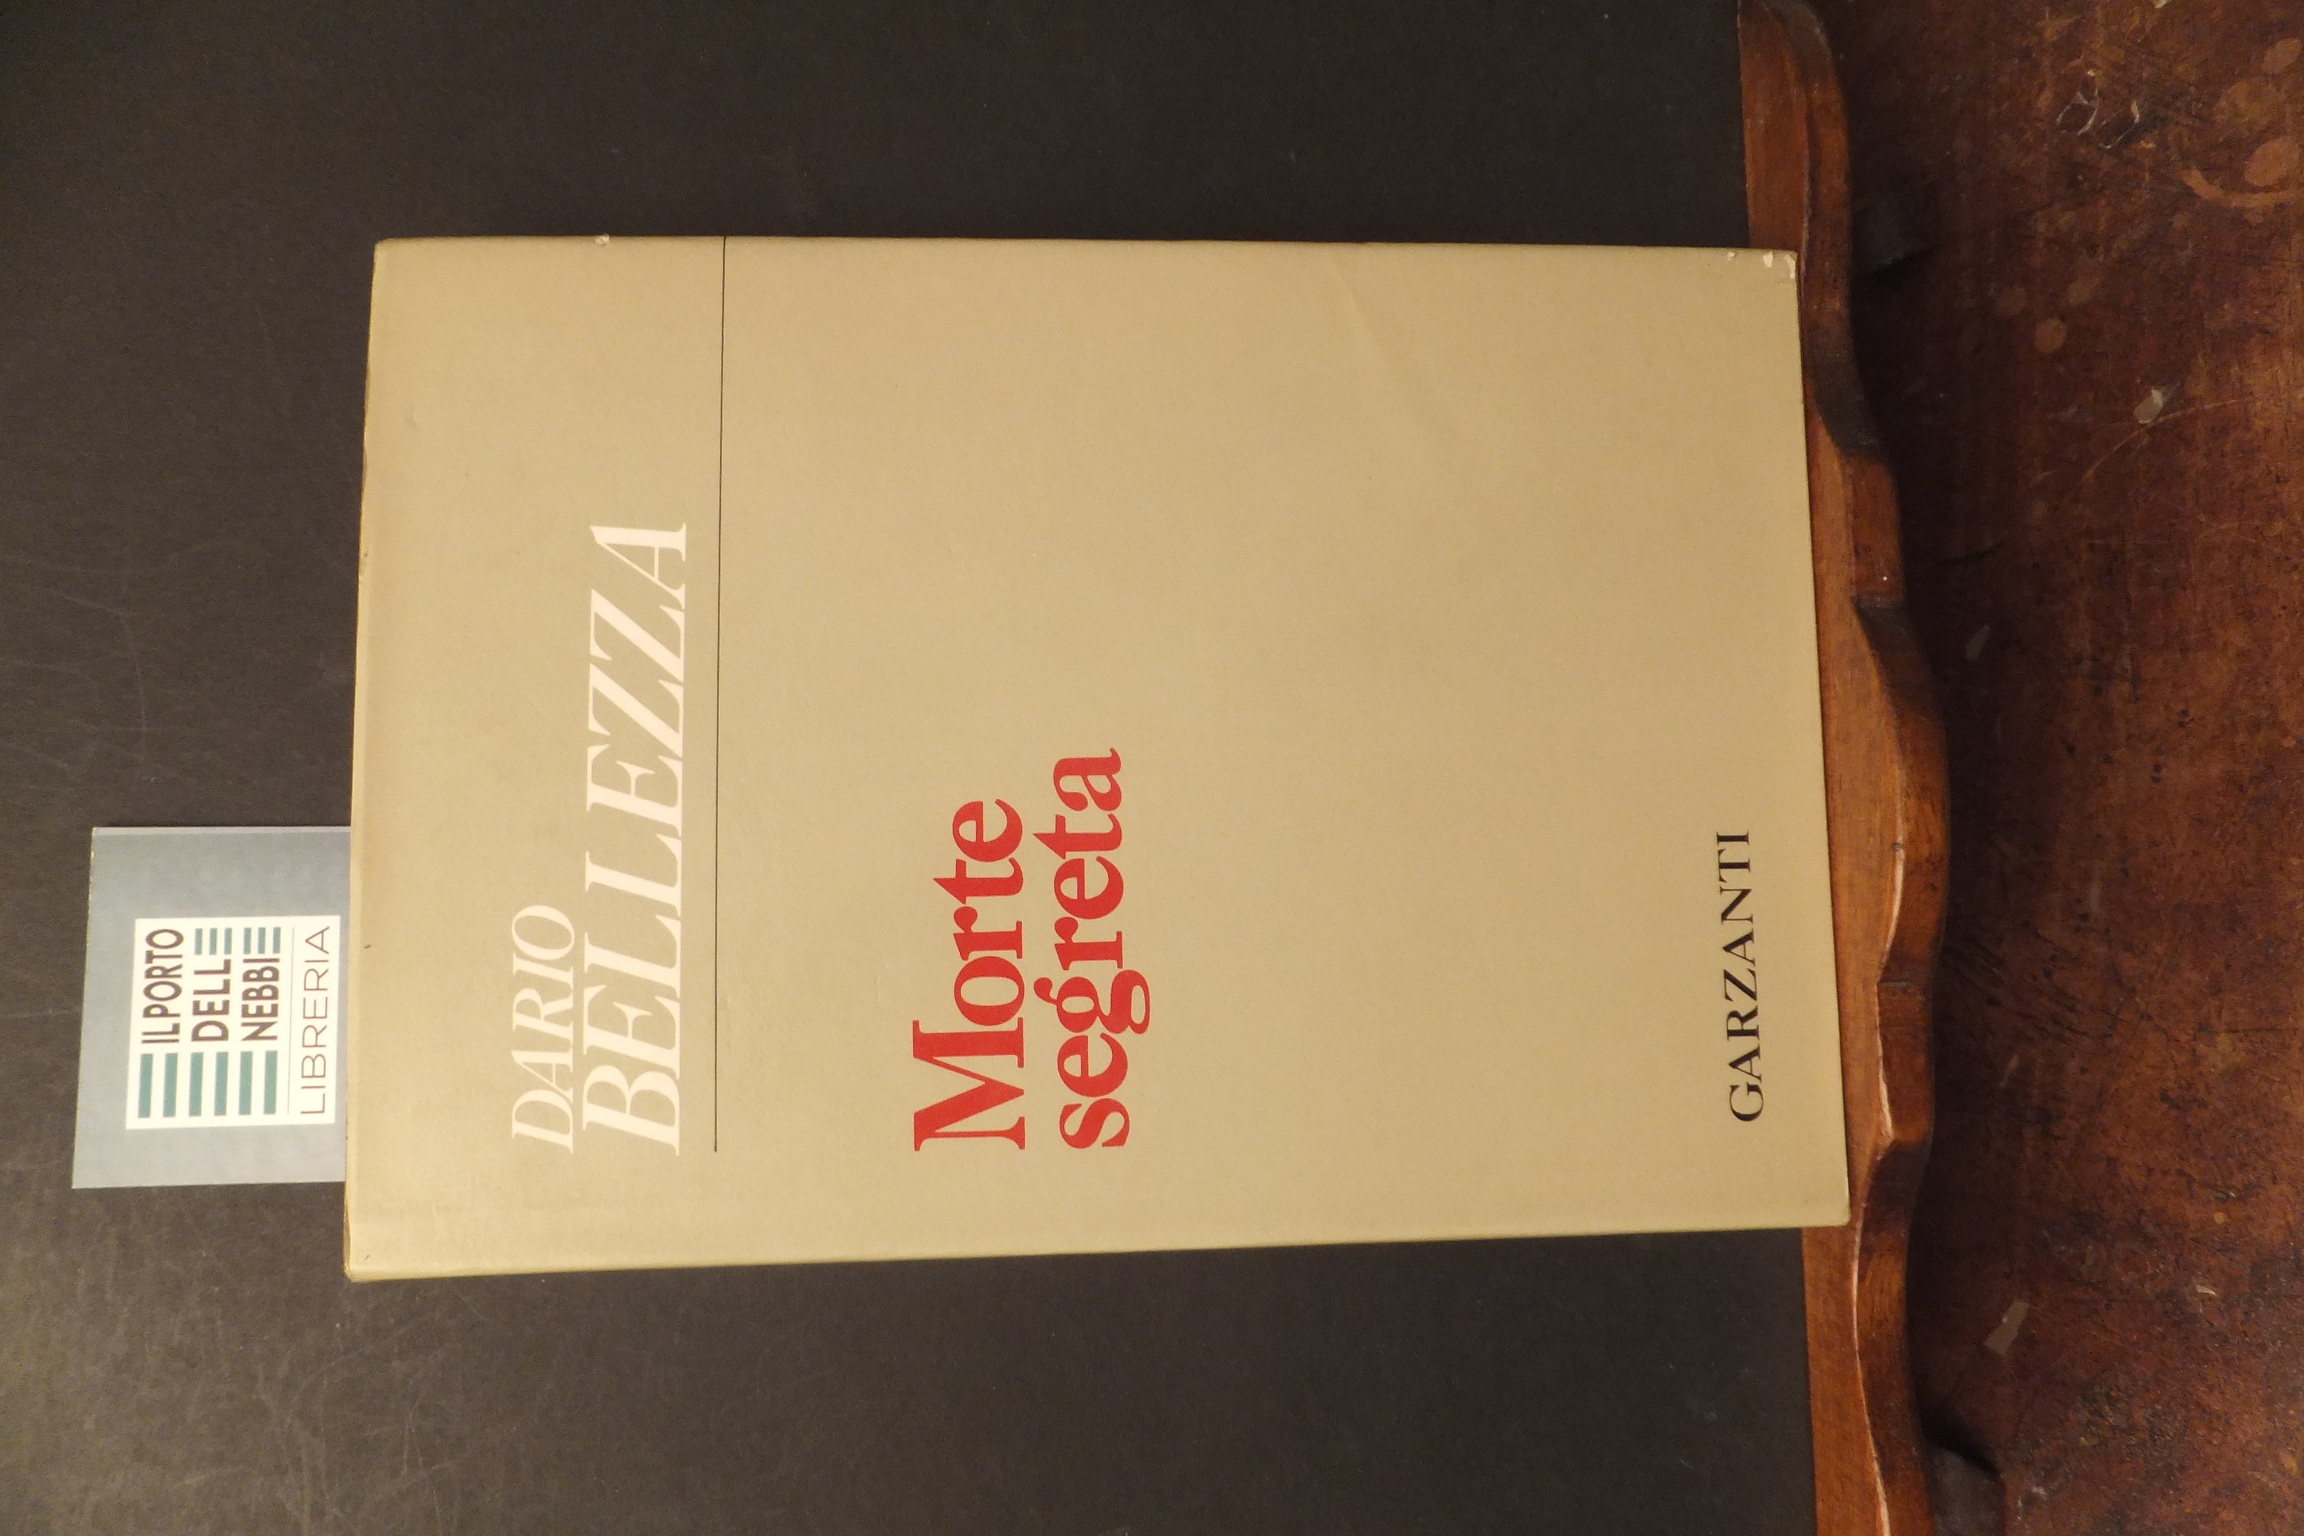 IL PORTO
DELLE
NEBBIE
LIBRERIA
DARIO
BELLEZZA
Morte
segreta
GARZANTI